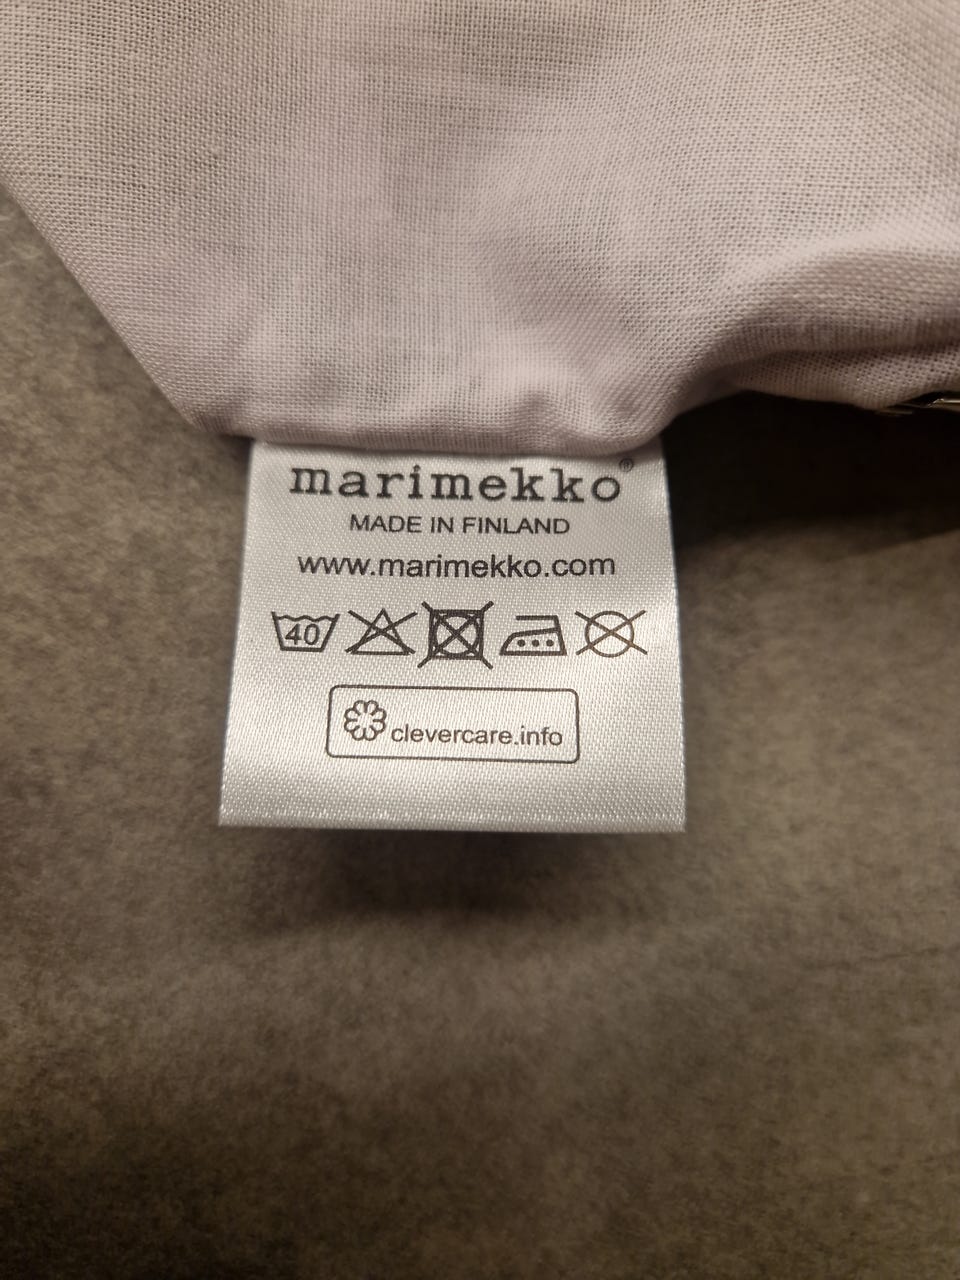 marimekko®
MADE IN FINLAND
www.marimekko.com
40
clevercare.info